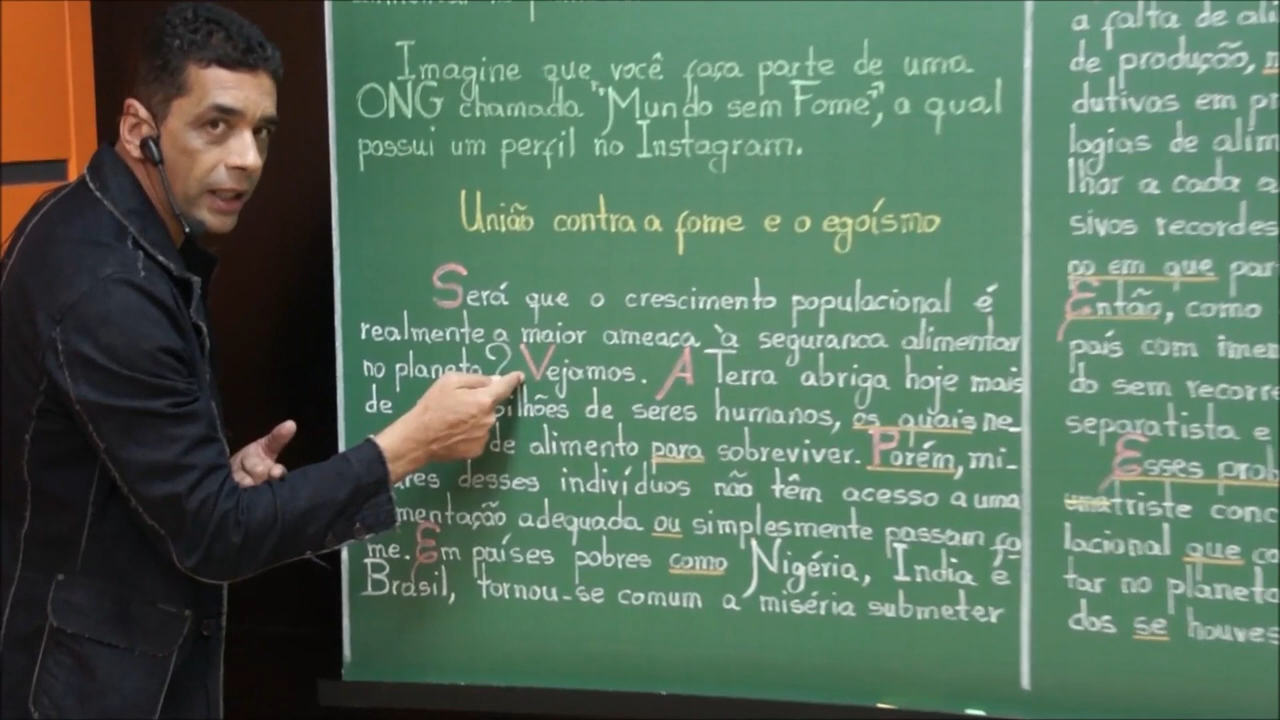 Imagine que você faça parte de uma
ONG chamada "Mundo sem Fome", a qual
possui um perfil no Instagram.
União contra a fome e o egoísmo
Será que o crescimento populacional é
realmente a maior ameaça à segurança alimentar
no planeta? Vejamos. A Terra abriga hoje mais
de bilhões de seres humanos, os quais ne_
de alimento para sobreviver. Porém, mi_
ares desses indivíduos não têm acesso a uma
mentação adequada ou simplesmente passam fo
me. Em países pobres como Nigéria, Índia e
Brasil, tornou-se comum a miséria submeter
a falta de ali
de produção,
dutivas em pr
logias de alim
lhor a cada a
sivos recordes
po em que par
Então, como
país com imen
do sem recorre
separatista e
Esses prob
uma triste conc
lacional que co
tar no planeta
dos se houves